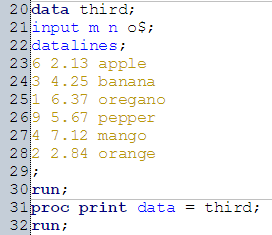 20 data third;
21 input m n o$;
22 datalines;
23 6 2.13 apple
24 3 4.25 banana
25 1 6.37 oregano
26 9 5.67 pepper
27 4 7.12 mango
28 2 2.84 orange
29 ;
30 run;
31 proc print data = third;
32 run;